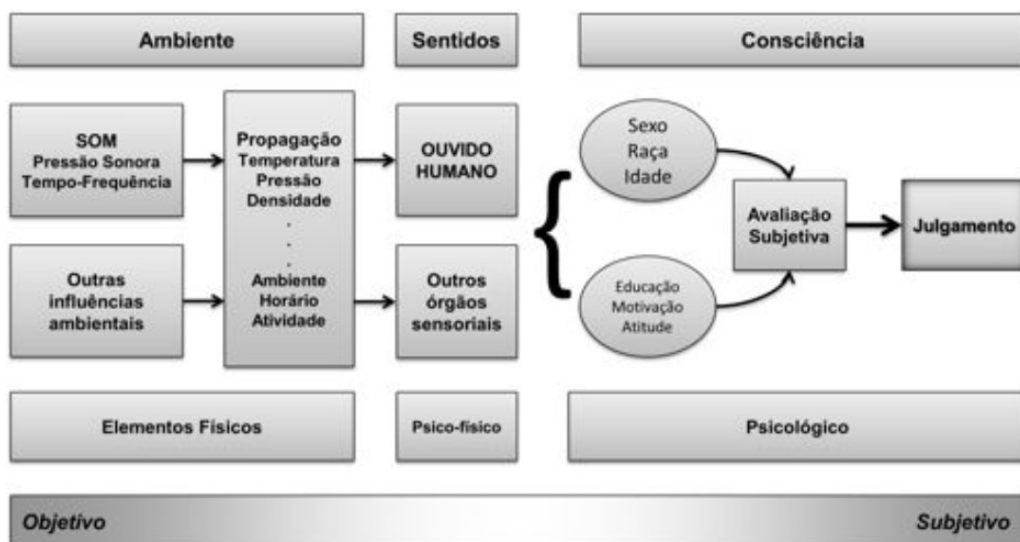 Ambiente
Sentidos
Consciência
SOM
Pressão Sonora
Tempo-Frequência
Propagação
Temperatura
Pressão
Densidade
.
.
.
Ambiente
Horário
Atividade
OUVIDO
HUMANO
Sexo
Raça
Idade
Avaliação
Subjetiva
Julgamento
Outras
influências
ambientais
Outros
órgãos
sensoriais
Educação
Motivação
Atitude
Elementos Físicos
Psico-físico
Psicológico
Objetivo
Subjetivo